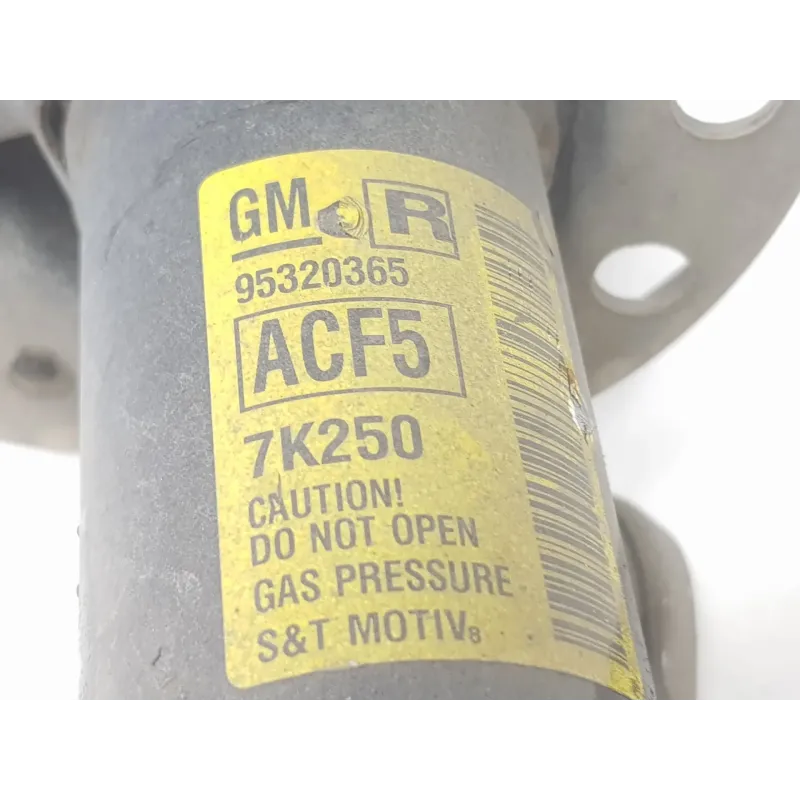 GM R
95320365
ACF5
7K250
CAUTION!
DO NOT OPEN
GAS PRESSURE
S&T MOTIV8